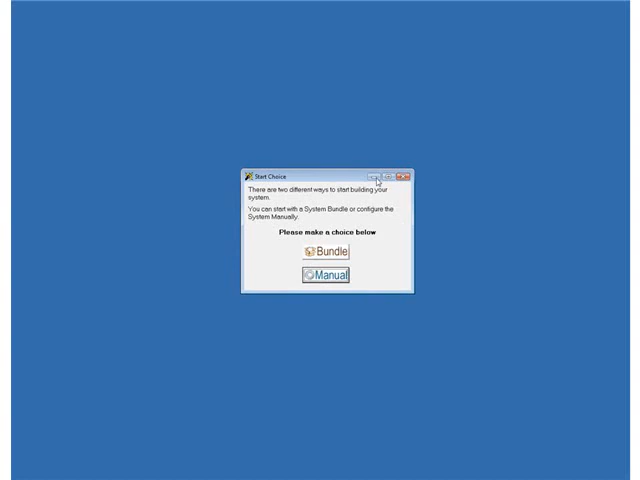 Start Choice
There are two different ways to start building your
system.
You can start with a System Bundle or configure the
System Manually.
Please make a choice below
Bundle
Manual